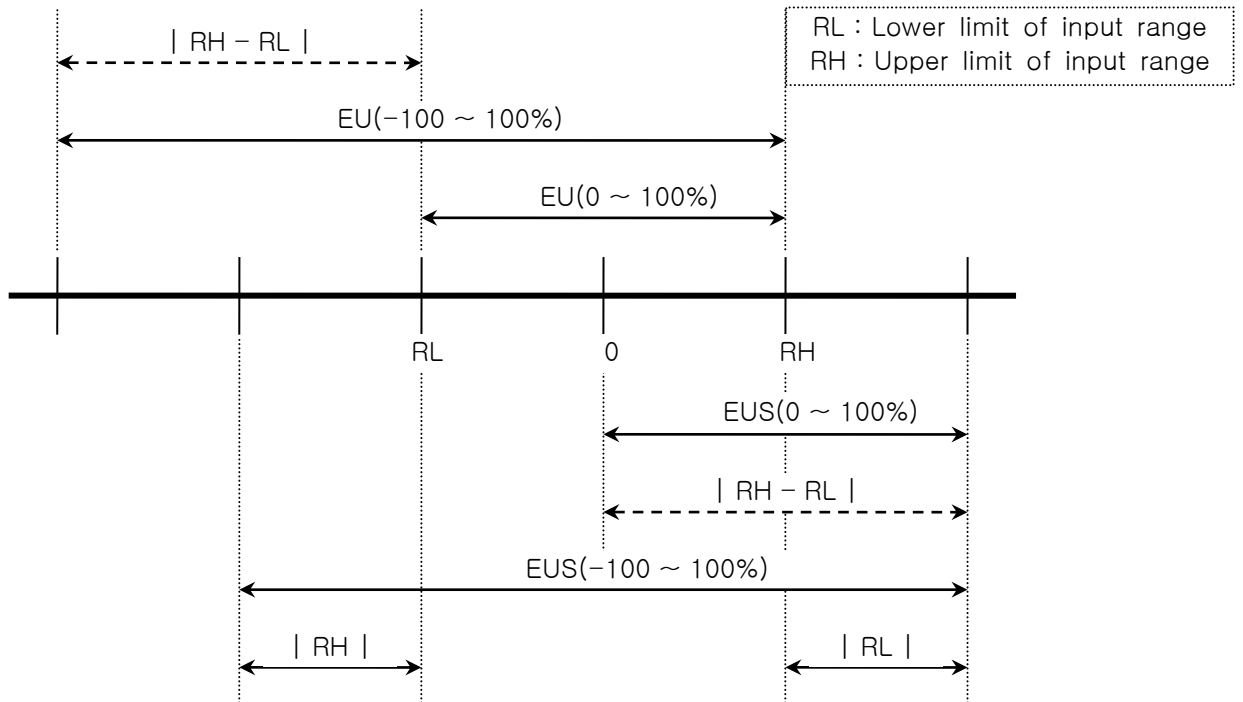 | RH – RL |
RL : Lower limit of input range
RH : Upper limit of input range
EU(-100 ~ 100%)
EU(0 ~ 100%)
RL 0 RH
EUS(0 ~ 100%)
| RH – RL |
EUS(-100 ~ 100%)
| RH | | RL |